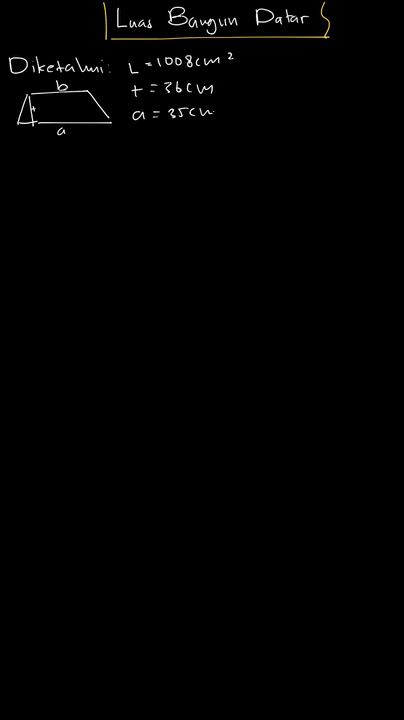 Luas Bangun Datar
Diketahui: L = 1008 cm²
b
t = 36 cm
t
a = 35 cm
a